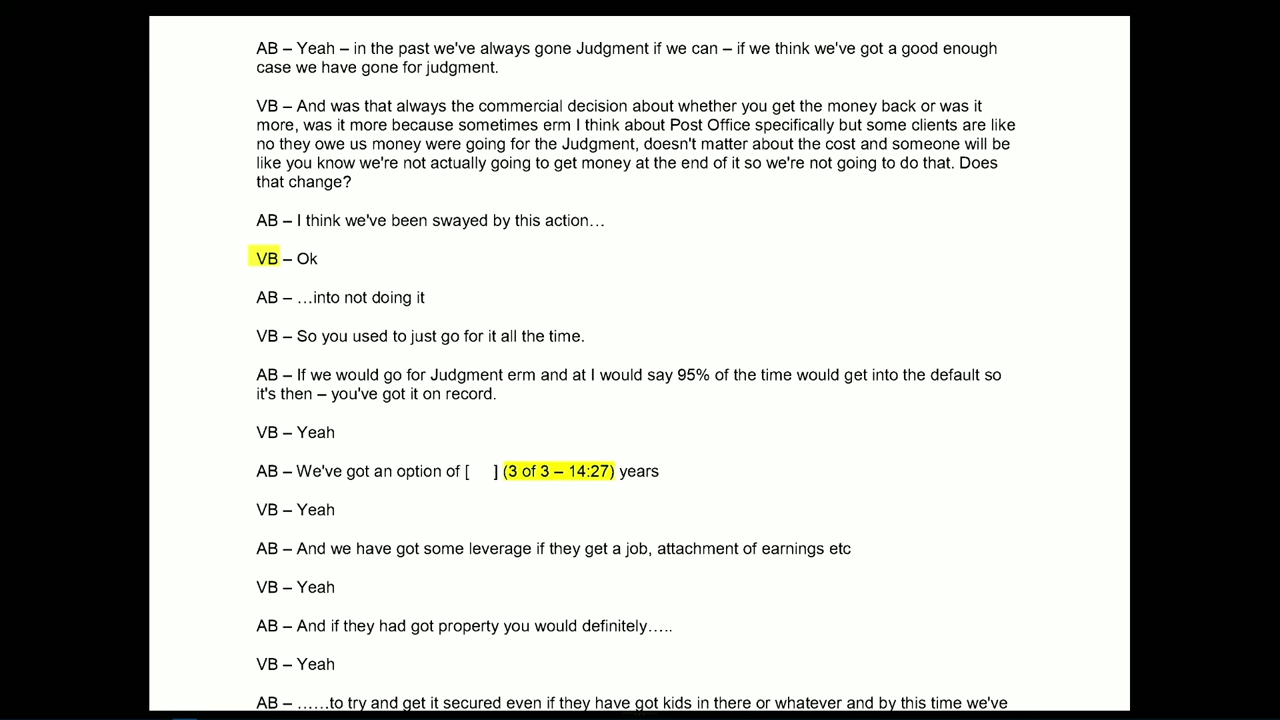 AB – Yeah – in the past we've always gone Judgment if we can – if we think we've got a good enough
case we have gone for judgment.
VB – And was that always the commercial decision about whether you get the money back or was it
more, was it more because sometimes erm I think about Post Office specifically but some clients are like
no they owe us money were going for the Judgment, doesn't matter about the cost and someone will be
like you know we're not actually going to get money at the end of it so we're not going to do that. Does
that change?
AB – I think we've been swayed by this action…
VB – Ok
AB – …into not doing it
VB – So you used to just go for it all the time.
AB – If we would go for Judgment erm and at I would say 95% of the time would get into the default so
it's then – you've got it on record.
VB – Yeah
AB – We've got an option of [     ] (3 of 3 – 14:27) years
VB – Yeah
AB – And we have got some leverage if they get a job, attachment of earnings etc
VB – Yeah
AB – And if they had got property you would definitely…..
VB – Yeah
AB – ……to try and get it secured even if they have got kids in there or whatever and by this time we've